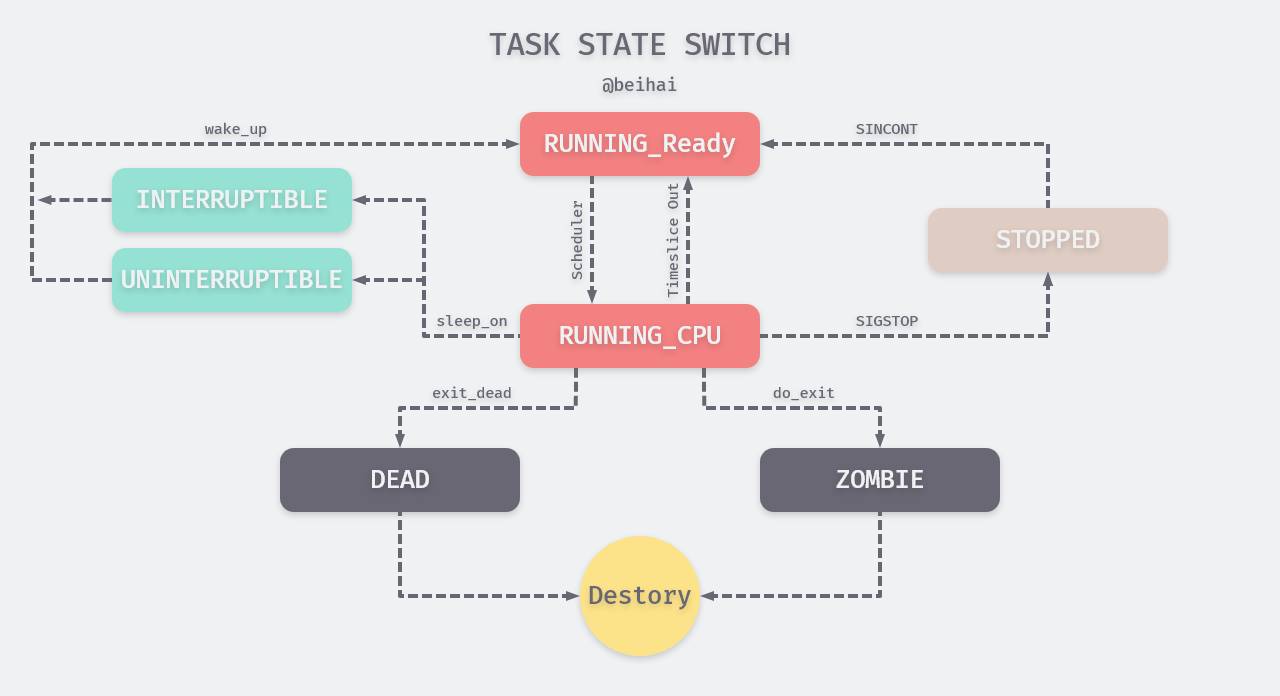 TASK STATE SWITCH
@beihai
wake_up
SINCONT
RUNNING_Ready
INTERRUPTIBLE
Scheduler
Timeslice Out
STOPPED
UNINTERRUPTIBLE
sleep_on
RUNNING_CPU
SIGSTOP
exit_dead
do_exit
DEAD
ZOMBIE
Destory